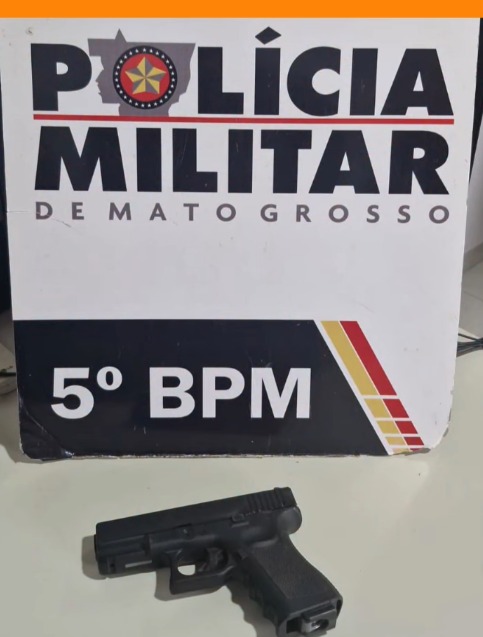 POLÍCIA
MILITAR
DE MATO GROSSO
5º BPM